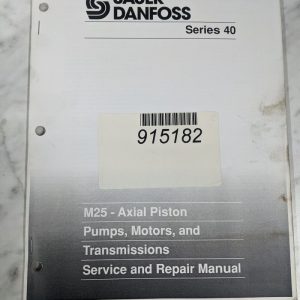 SAUER
DANFOSS
Series 40
915182
M25 - Axial Piston
Pumps, Motors, and
Transmissions
Service and Repair Manual